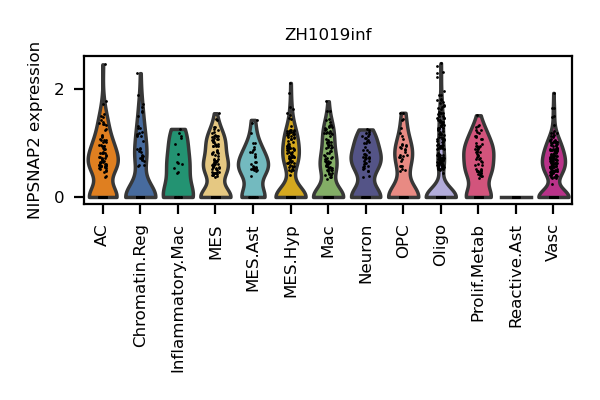 ZH1019inf
NIPSNAP2 expression
2
0
AC
Chromatin.Reg
Inflammatory.Mac
MES
MES.Ast
MES.Hyp
Mac
Neuron
OPC
Oligo
Prolif.Metab
Reactive.Ast
Vasc